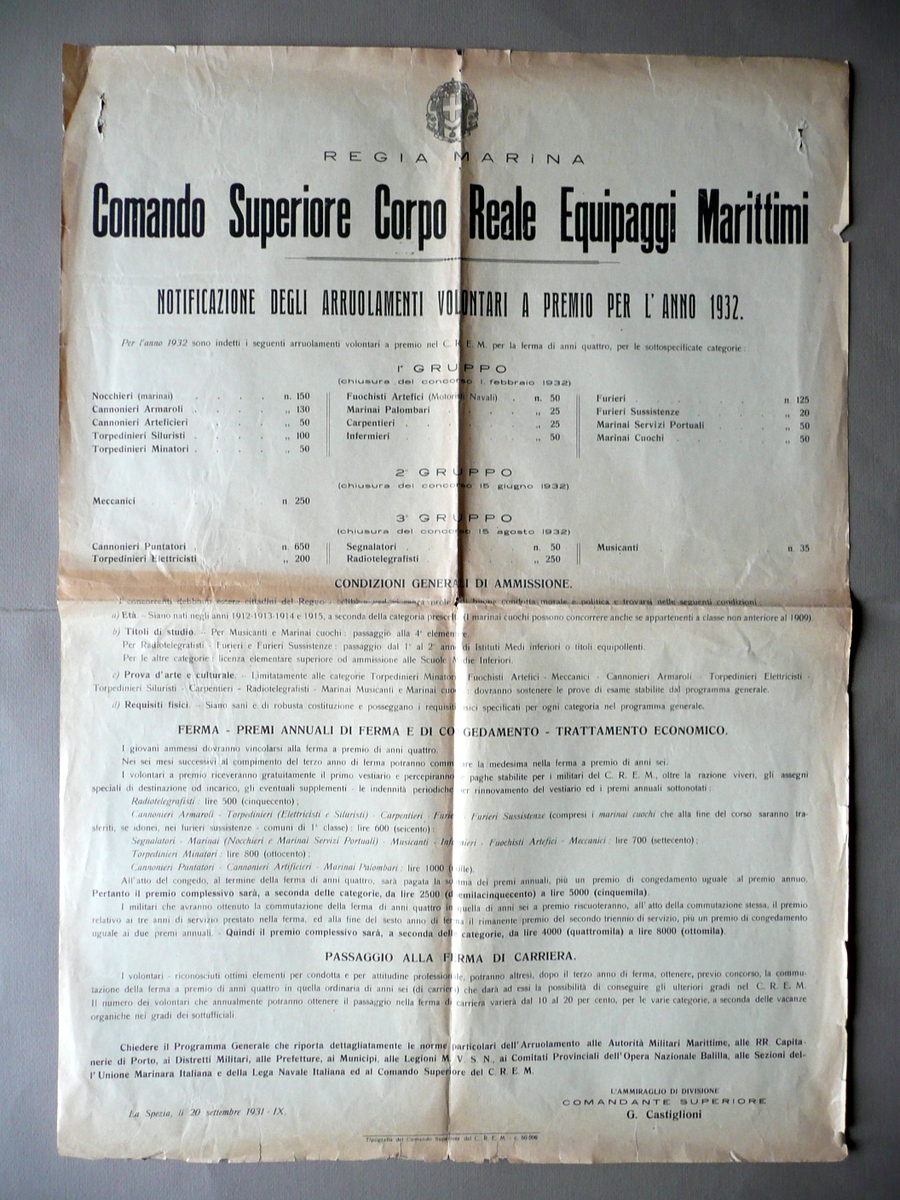 REGIA MARINA
Comando Superiore Corpo Reale Equipaggi Marittimi
NOTIFICAZIONE DEGLI ARRUOLAMENTI VOLONTARI A PREMIO PER L'ANNO 1932.
Per l'anno 1932 sono indetti i seguenti arruolamenti volontari a premio nel C. R. E. M. per la ferma di anni quattro, per le sottospecificate categorie:
1° GRUPPO
(chiusura del concorso 1. febbraio 1932)
Nocchieri (marinai) . . . . n. 150
Cannonieri Armaroli . . . . „ 130
Cannonieri Arteficieri . . . . „ 50
Torpedinieri Siluristi . . . . „ 100
Torpedinieri Minatori . . . . „ 50
Fuochisti Artefici (Motoristi Navali) . n. 50
Marinai Palombari . . . . „ 25
Carpentieri . . . . „ 25
Infermieri . . . . „ 50
Furieri . . . . n. 125
Furieri Sussistenze . . . . „ 20
Marinai Servizi Portuali . . . . „ 50
Marinai Cuochi . . . . „ 50
2° GRUPPO
(chiusura del concorso 15 giugno 1932)
Meccanici . . . . n. 250
3° GRUPPO
(chiusura del concorso 15 agosto 1932)
Cannonieri Puntatori . . . . n. 650
Torpedinieri Elettricisti . . . . „ 200
Segnalatori . . . . n. 50
Radiotelegrafisti . . . . „ 250
Musicanti . . . . n. 35
CONDIZIONI GENERALI DI AMMISSIONE.
I concorrenti debbono essere cittadini del Regno - celibi e vedovi senza prole - condotta morale e politica e trovarsi nelle seguenti condizioni
a) Età - Siano nati negli anni 1912-1913-1914 e 1915, a seconda della categoria prescelta (I marinai cuochi possono concorrere anche se appartenenti a classe non anteriore al 1909).
b) Titoli di studio. - Per Musicanti e Marinai cuochi: passaggio alla 4ª elementare.
Per Radiotelegrafisti - Furieri e Furieri Sussistenze: passaggio dal 1° al 2° anno di Istituti Medi inferiori o titoli equipollenti.
Per le altre categorie: licenza elementare superiore od ammissione alle Scuole Medie Inferiori.
c) Prova d'arte e culturale. - Limitatamente alle categorie Torpedinieri Minatori - Fuochisti Artefici - Meccanici - Cannonieri Armaroli - Torpedinieri Elettricisti -
Torpedinieri Siluristi - Carpentieri - Radiotelegrafisti - Marinai Musicanti e Marinai cuochi: dovranno sostenere le prove di esame stabilite dal programma generale.
d) Requisiti fisici. - Siano sani e di robusta costituzione e posseggano i requisiti fisici specificati per ogni categoria nel programma generale.
FERMA - PREMI ANNUALI DI FERMA E DI CONGEDAMENTO - TRATTAMENTO ECONOMICO.
I giovani ammessi dovranno vincolarsi alla ferma a premio di anni quattro.
Nei sei mesi successivi al compimento del terzo anno di ferma potranno commutare la medesima nella ferma a premio di anni sei.
I volontari a premio riceveranno gratuitamente il primo vestiario e percepiranno paghe stabilite per i militari del C. R. E. M., oltre la razione viveri, gli assegni
speciali di destinazione od incarico, gli eventuali supplementi - le indennità periodiche per rinnovamento del vestiario ed i premi annuali sottonotati:
Radiotelegrafisti: lire 500 (cinquecento);
Cannonieri Armaroli - Torpedinieri (Elettricisti e Siluristi) - Carpentieri - Furieri - Furieri Sussistenze (compresi i marinai cuochi che alla fine del corso saranno tra-
sferiti, se idonei, nei furieri sussistenze - comuni di 1ª classe): lire 600 (seicento);
Segnalatori - Marinai (Nocchieri e Marinai Servizi Portuali) - Musicanti - Infermieri - Fuochisti Artefici - Meccanici: lire 700 (settecento);
Torpedinieri Minatori: lire 800 (ottocento);
Cannonieri Puntatori - Cannonieri Artificieri - Marinai Palombari: lire 1000 (mille).
All'atto del congedo, al termine della ferma di anni quattro, sarà pagata la somma dei premi annuali, più un premio di congedamento uguale al premio annuo.
Pertanto il premio complessivo sarà, a seconda delle categorie, da lire 2500 (duemilacinquecento) a lire 5000 (cinquemila).
I militari che avranno ottenuto la commutazione della ferma di anni quattro in quella di anni sei a premio riscuoteranno, all'atto della commutazione stessa, il premio
relativo ai tre anni di servizio prestato nella ferma, ed alla fine del sesto anno di ferma il rimanente premio del secondo triennio di servizio, più un premio di congedamento
uguale ai due premi annuali. - Quindi il premio complessivo sarà, a seconda delle categorie, da lire 4000 (quattromila) a lire 8000 (ottomila).
PASSAGGIO ALLA FERMA DI CARRIERA.
I volontari - riconosciuti ottimi elementi per condotta e per attitudine professionale, potranno altresì, dopo il terzo anno di ferma, ottenere, previo concorso, la commu-
tazione della ferma a premio di anni quattro in quella ordinaria di anni sei (di carriera) che darà ad essi la possibilità di conseguire gli ulteriori gradi nel C. R. E. M.
Il numero dei volontari che annualmente potranno ottenere il passaggio nella ferma di carriera varierà dal 10 al 20 per cento, per le varie categorie, a seconda delle vacanze
organiche nei gradi dei sottufficiali.
Chiedere il Programma Generale che riporta dettagliatamente le norme particolari dell'Arruolamento alle Autorità Militari Marittime, alle RR Capita-
nerie di Porto, ai Distretti Militari, alle Prefetture, ai Municipi, alle Legioni M. V. S. N., ai Comitati Provinciali dell'Opera Nazionale Balilla, alle Sezioni del-
l'Unione Marinara Italiana e della Lega Navale Italiana ed al Comando Superiore del C. R. E. M.
La Spezia, lì 20 settembre 1931 - IX.
L'AMMIRAGLIO DI DIVISIONE
COMANDANTE SUPERIORE
G. Castiglioni
Tipografia del Comando Superiore del C. R. E. M.